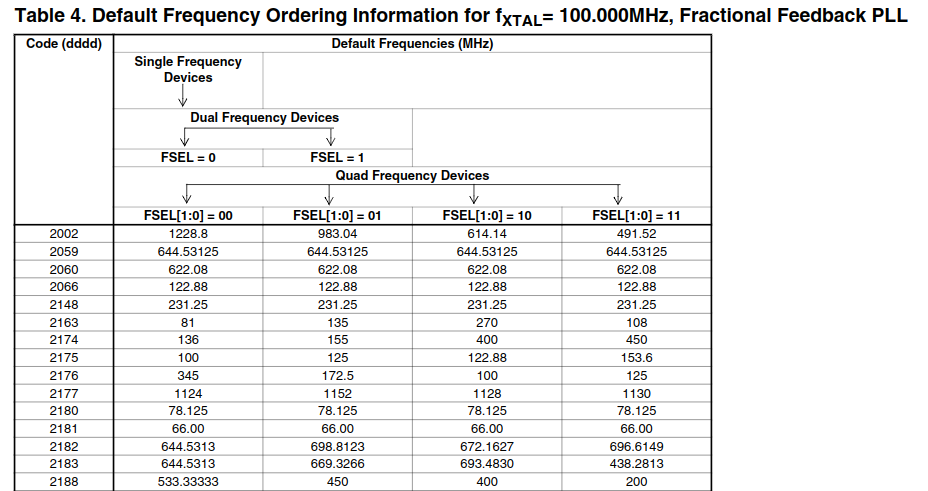 Table 4. Default Frequency Ordering Information for fXTAL= 100.000MHz, Fractional Feedback PLL
Code (dddd) Default Frequencies (MHz)
Single Frequency
Devices
Dual Frequency Devices
FSEL = 0 FSEL = 1
Quad Frequency Devices
FSEL[1:0] = 00 FSEL[1:0] = 01 FSEL[1:0] = 10 FSEL[1:0] = 11
2002 1228.8 983.04 614.14 491.52
2059 644.53125 644.53125 644.53125 644.53125
2060 622.08 622.08 622.08 622.08
2066 122.88 122.88 122.88 122.88
2148 231.25 231.25 231.25 231.25
2163 81 135 270 108
2174 136 155 400 450
2175 100 125 122.88 153.6
2176 345 172.5 100 125
2177 1124 1152 1128 1130
2180 78.125 78.125 78.125 78.125
2181 66.00 66.00 66.00 66.00
2182 644.5313 698.8123 672.1627 696.6149
2183 644.5313 669.3266 693.4830 438.2813
2188 533.33333 450 400 200